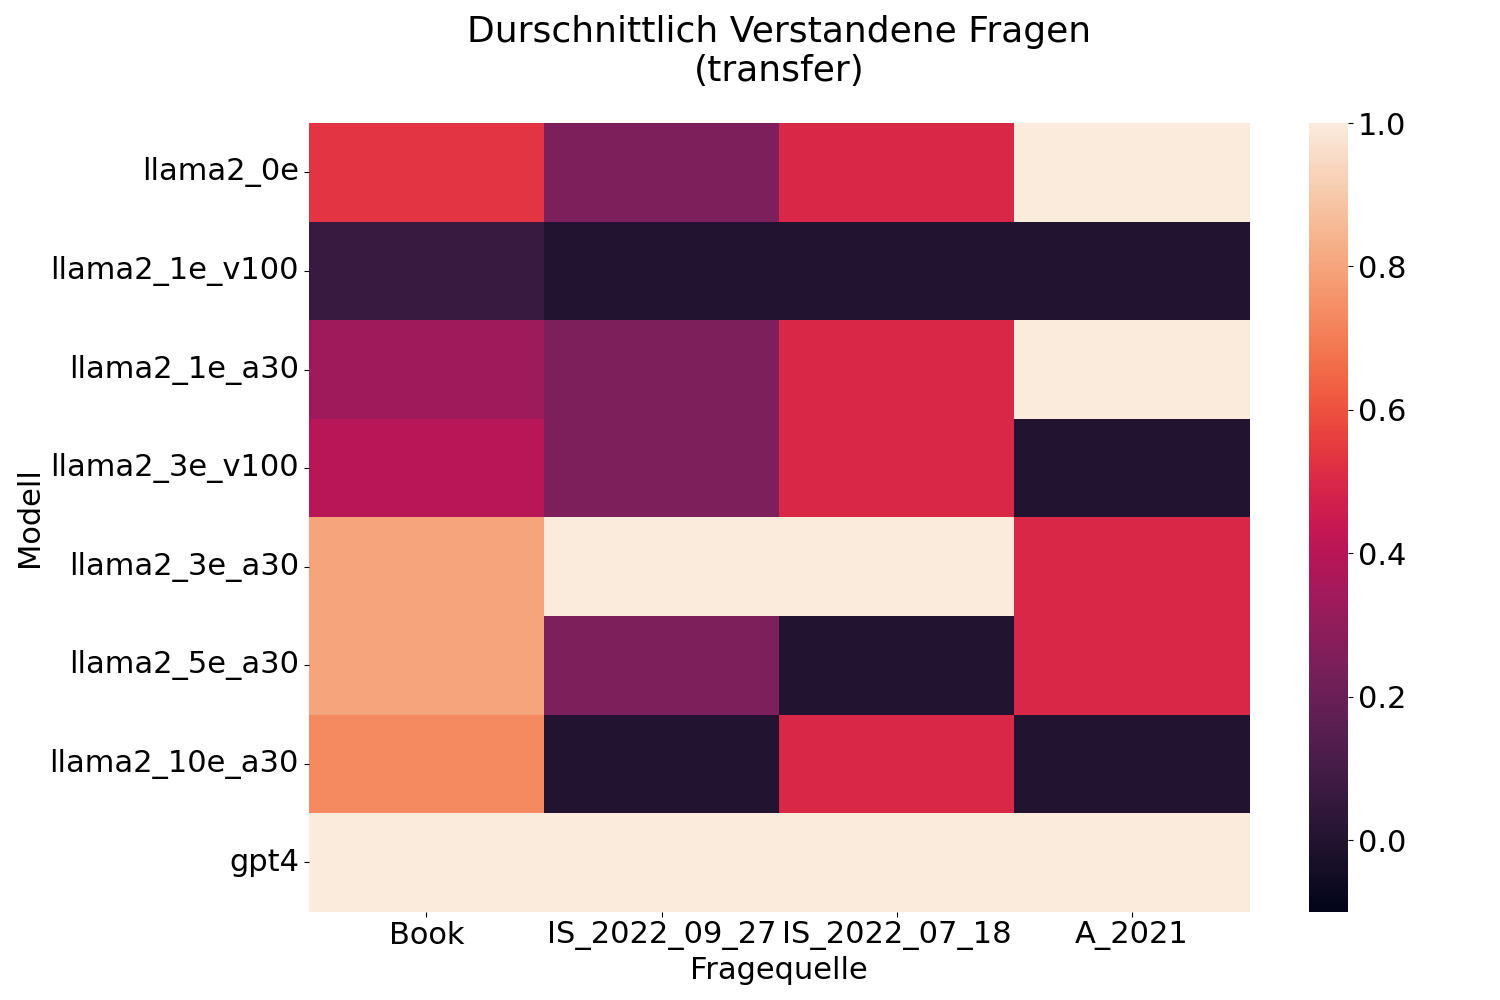 Durschnittlich Verstandene Fragen
(transfer)
llama2_0e
llama2_1e_v100
llama2_1e_a30
llama2_3e_v100
llama2_3e_a30
llama2_5e_a30
llama2_10e_a30
gpt4
Modell
Book
IS_2022_09_27
IS_2022_07_18
A_2021
Fragequelle
1.0
0.8
0.6
0.4
0.2
0.0